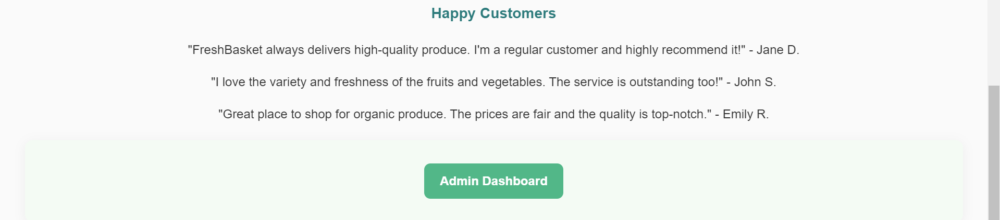 Happy Customers
"FreshBasket always delivers high-quality produce. I'm a regular customer and highly recommend it!" - Jane D.
"I love the variety and freshness of the fruits and vegetables. The service is outstanding too!" - John S.
"Great place to shop for organic produce. The prices are fair and the quality is top-notch." - Emily R.
Admin Dashboard